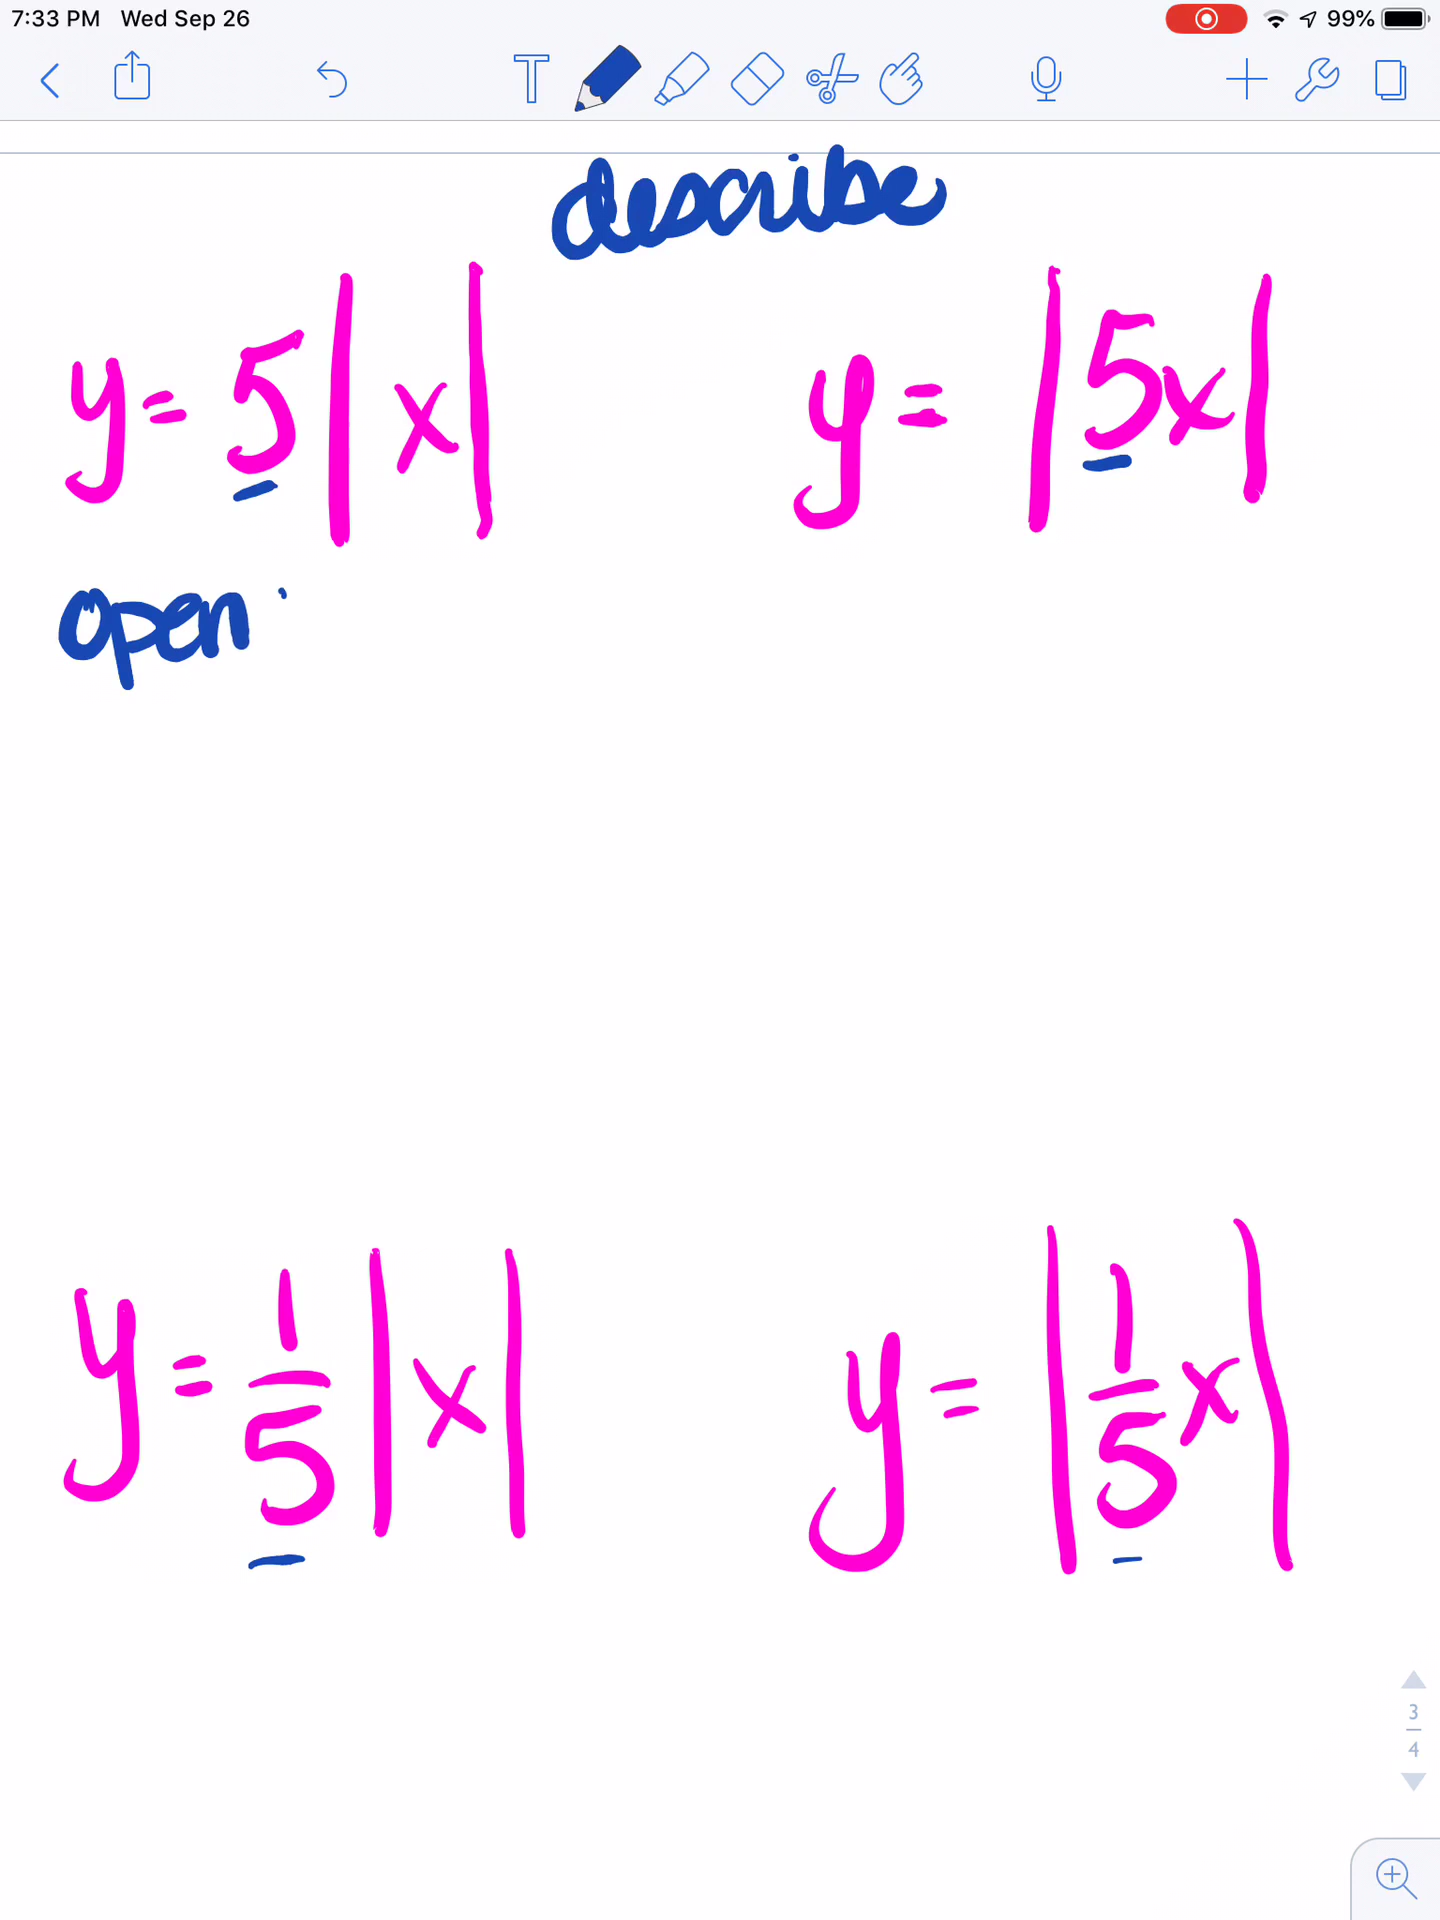 7:33 PM Wed Sep 26 99%
T
describe
y = 5|x| y = |5x|
open
y = 1/5|x| y = |1/5x|
3
4